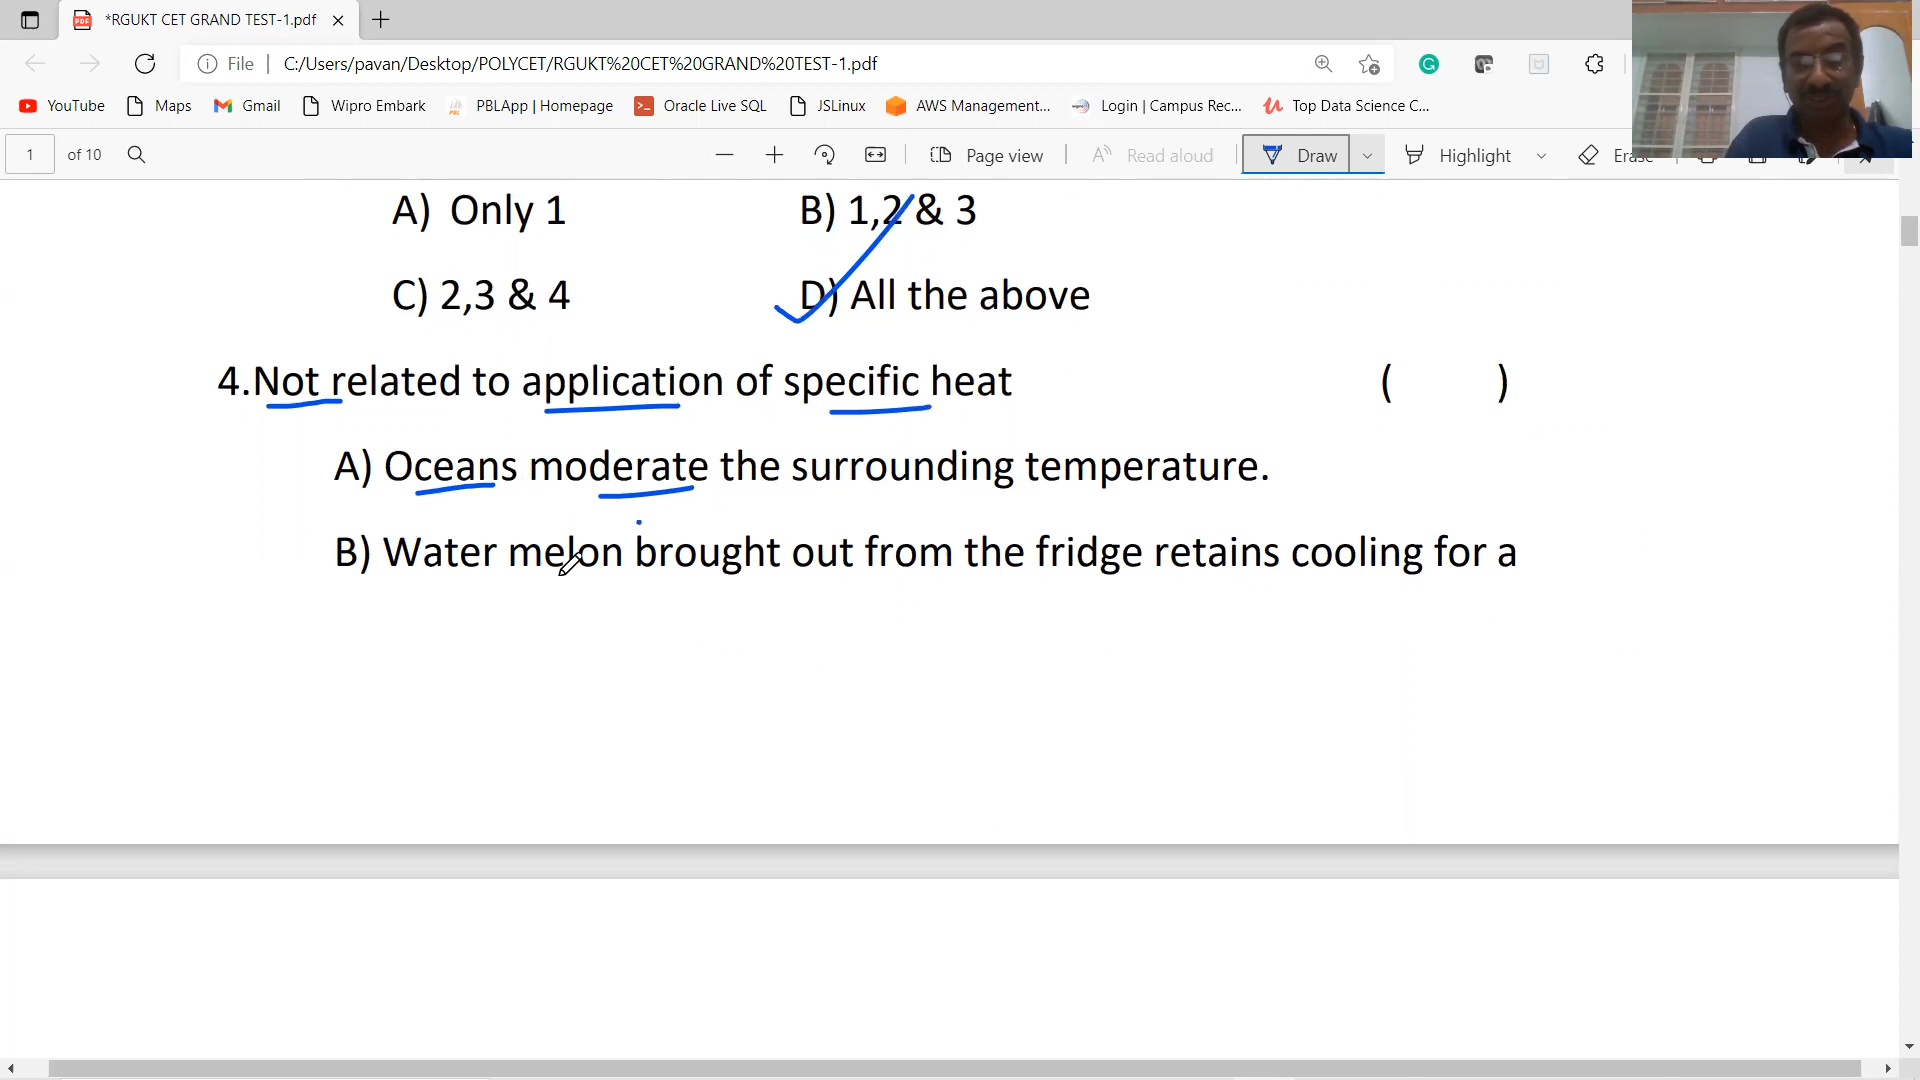 *RGUKT CET GRAND TEST-1.pdf
File C:/Users/pavan/Desktop/POLYCET/RGUKT%20CET%20GRAND%20TEST-1.pdf
YouTube Maps Gmail Wipro Embark PBLApp | Homepage Oracle Live SQL JSLinux AWS Management... Login | Campus Rec... Top Data Science C...
1 of 10 Page view Read aloud Draw Highlight Erase
A) Only 1 B) 1,2 & 3
C) 2,3 & 4 D) All the above
4.Not related to application of specific heat ( )
A) Oceans moderate the surrounding temperature.
B) Water melon brought out from the fridge retains cooling for a